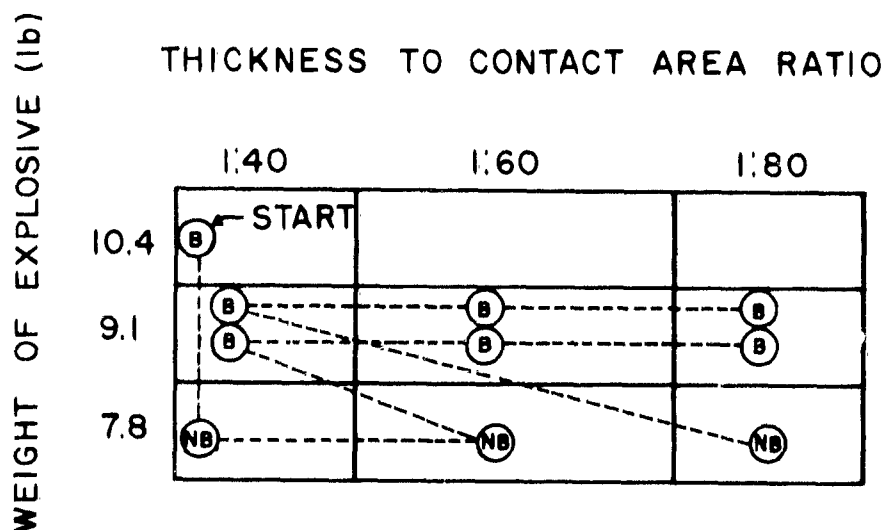 WEIGHT OF EXPLOSIVE (lb)
THICKNESS TO CONTACT AREA RATIO
1:40 1:60 1:80
START
10.4 B
9.1 B B B
B B B
7.8 NB NB NB